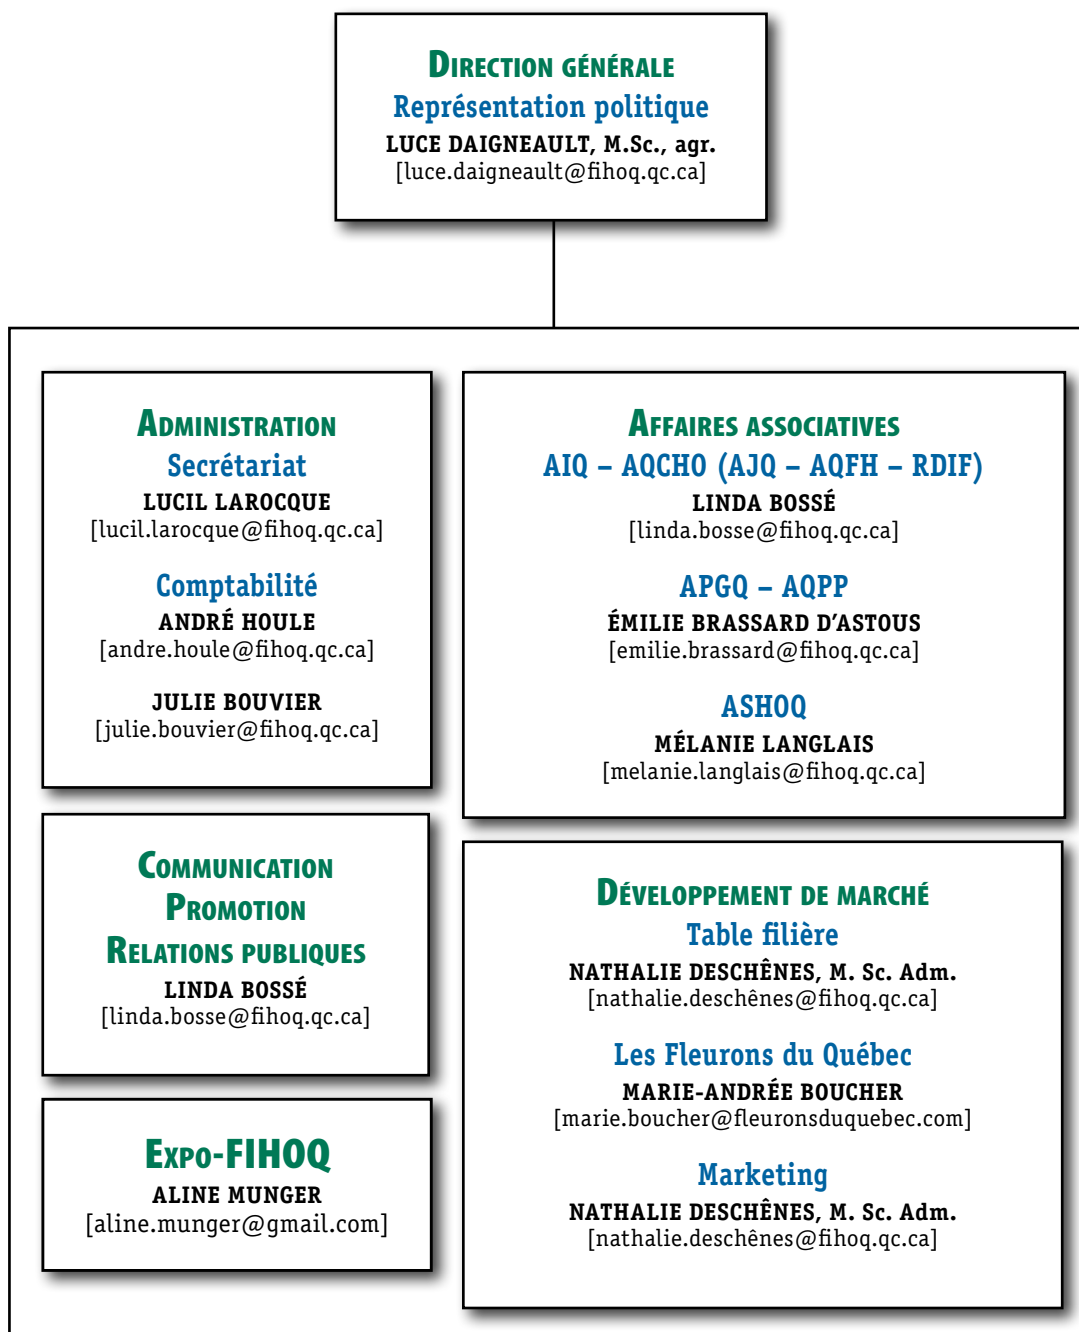 DIRECTION GÉNÉRALE
Représentation politique
LUCE DAIGNEAULT, M.Sc., agr.
[luce.daigneault@fihoq.qc.ca]
ADMINISTRATION
Secrétariat
LUCIL LAROCQUE
[lucil.larocque@fihoq.qc.ca]
Comptabilité
ANDRÉ HOULE
[andre.houle@fihoq.qc.ca]
JULIE BOUVIER
[julie.bouvier@fihoq.qc.ca]
AFFAIRES ASSOCIATIVES
AIQ – AQCHO (AJQ – AQFH – RDIF)
LINDA BOSSÉ
[linda.bosse@fihoq.qc.ca]
APGQ – AQPP
ÉMILIE BRASSARD D'ASTOUS
[emilie.brassard@fihoq.qc.ca]
ASHOQ
MÉLANIE LANGLAIS
[melanie.langlais@fihoq.qc.ca]
COMMUNICATION
PROMOTION
RELATIONS PUBLIQUES
LINDA BOSSÉ
[linda.bosse@fihoq.qc.ca]
DÉVELOPPEMENT DE MARCHÉ
Table filière
NATHALIE DESCHÊNES, M. Sc. Adm.
[nathalie.deschênes@fihoq.qc.ca]
Les Fleurons du Québec
MARIE-ANDRÉE BOUCHER
[marie.boucher@fleuronsduquebec.com]
Marketing
NATHALIE DESCHÊNES, M. Sc. Adm.
[nathalie.deschênes@fihoq.qc.ca]
EXPO-FIHOQ
ALINE MUNGER
[aline.munger@gmail.com]